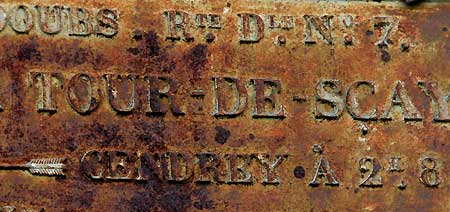 DOUBS. RTE DLE NO 7.
TOUR-DE-SCAY
GENDREY. À 2K. 8